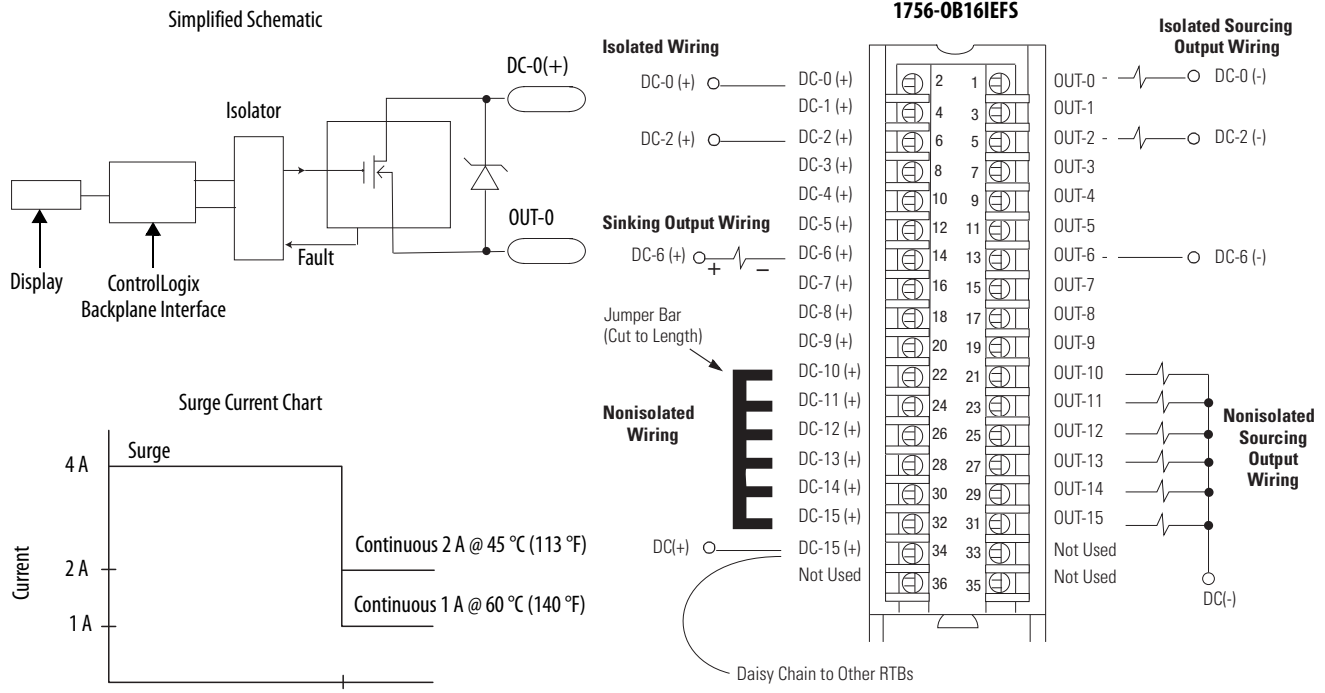 Simplified Schematic
DC-0(+)
Isolator
OUT-0
Fault
Display
ControlLogix
Backplane Interface
Surge Current Chart
Surge
4 A
Continuous 2 A @ 45 °C (113 °F)
2 A
Continuous 1 A @ 60 °C (140 °F)
1 A
Current
1756-OB16IEFS
Isolated Wiring
Isolated Sourcing
Output Wiring
DC-0 (+) DC-0 (+) 2 1 OUT-0 DC-0 (-)
DC-1 (+) 4 3 OUT-1
DC-2 (+) DC-2 (+) 6 5 OUT-2 DC-2 (-)
DC-3 (+) 8 7 OUT-3
DC-4 (+) 10 9 OUT-4
Sinking Output Wiring
DC-5 (+) 12 11 OUT-5
DC-6 (+) + − DC-6 (+) 14 13 OUT-6 DC-6 (-)
DC-7 (+) 16 15 OUT-7
DC-8 (+) 18 17 OUT-8
Jumper Bar
(Cut to Length)
DC-9 (+) 20 19 OUT-9
DC-10 (+) 22 21 OUT-10
DC-11 (+) 24 23 OUT-11
Nonisolated
Wiring
DC-12 (+) 26 25 OUT-12
DC-13 (+) 28 27 OUT-13
DC-14 (+) 30 29 OUT-14
DC-15 (+) 32 31 OUT-15
Nonisolated
Sourcing
Output
Wiring
DC(+) DC-15 (+) 34 33 Not Used
Not Used 36 35 Not Used
DC(-)
Daisy Chain to Other RTBs